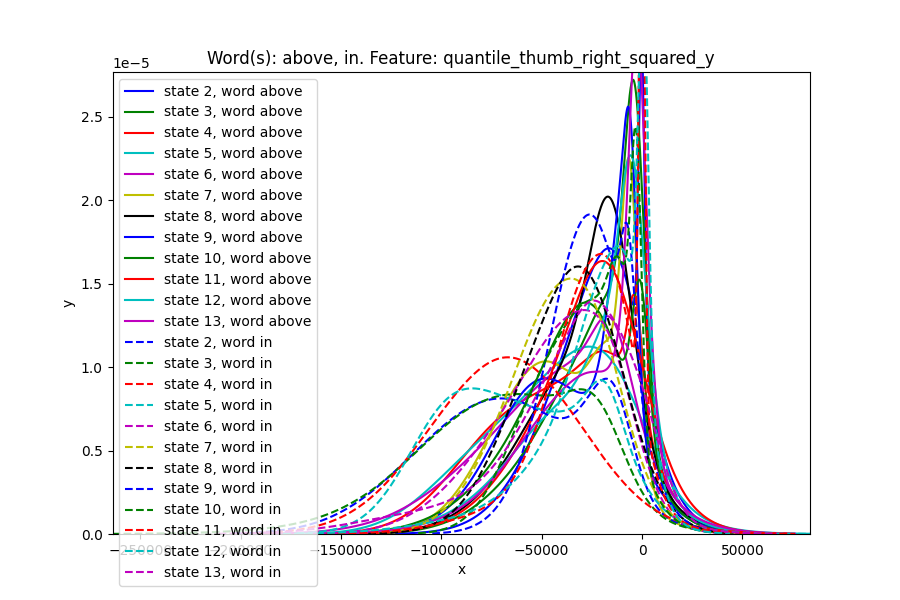 Word(s): above, in. Feature: quantile_thumb_right_squared_y
1e−5
y
2.5
2.0
1.5
1.0
0.5
0.0
state 2, word above
state 3, word above
state 4, word above
state 5, word above
state 6, word above
state 7, word above
state 8, word above
state 9, word above
state 10, word above
state 11, word above
state 12, word above
state 13, word above
state 2, word in
state 3, word in
state 4, word in
state 5, word in
state 6, word in
state 7, word in
state 8, word in
state 9, word in
state 10, word in
state 11, word in
state 12, word in
state 13, word in
−250000 −200000 −150000 −100000 −50000 0 50000
x